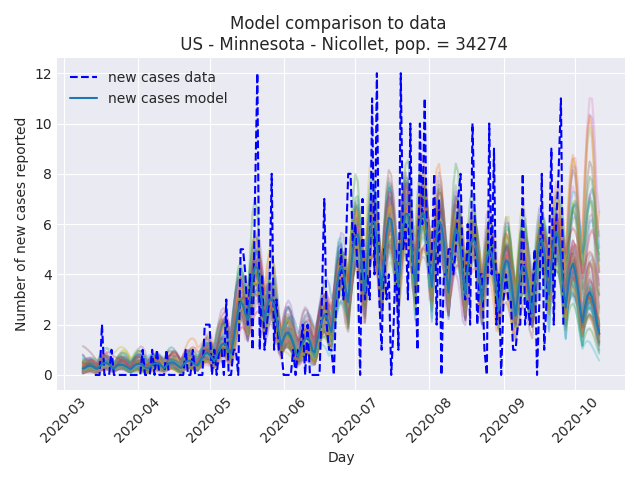 Model comparison to data
US - Minnesota - Nicollet, pop. = 34274
12
10
8
6
4
2
0
Number of new cases reported
new cases data
new cases model
2020-03
2020-04
2020-05
2020-06
2020-07
2020-08
2020-09
2020-10
Day